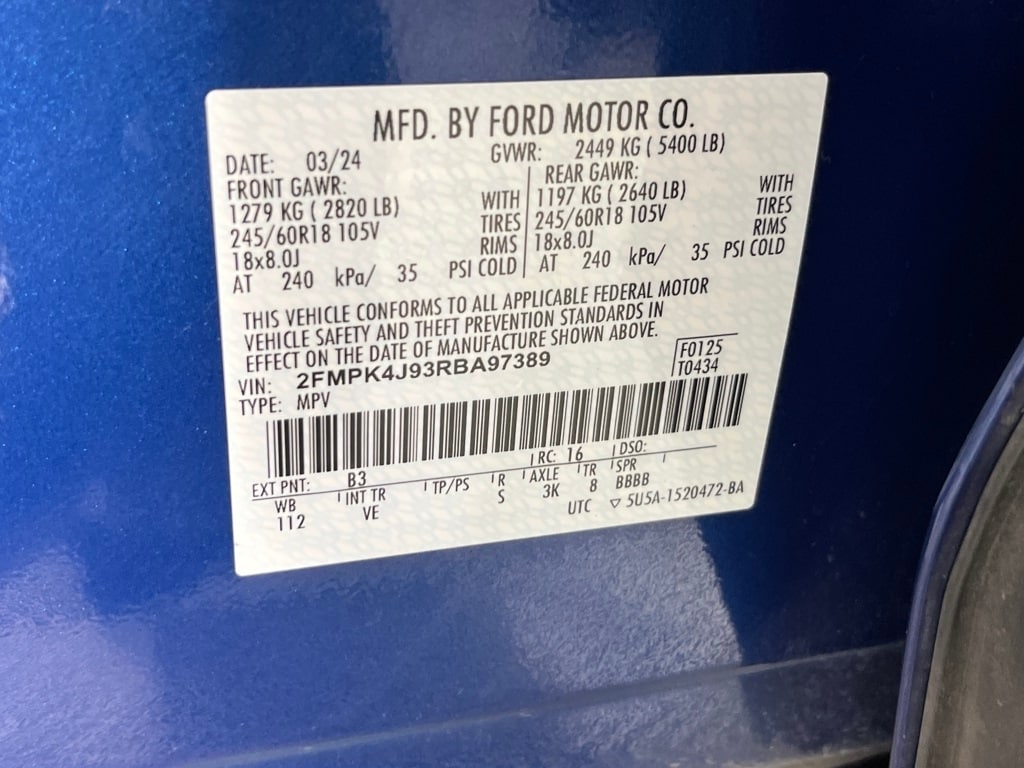 MFD. BY FORD MOTOR CO.
DATE: 03/24 GVWR: 2449 KG ( 5400 LB)
FRONT GAWR: REAR GAWR:
1279 KG ( 2820 LB) WITH 1197 KG ( 2640 LB) WITH
245/60R18 105V TIRES 245/60R18 105V TIRES
18x8.0J RIMS 18x8.0J RIMS
AT 240 kPa/ 35 PSI COLD AT 240 kPa/ 35 PSI COLD
THIS VEHICLE CONFORMS TO ALL APPLICABLE FEDERAL MOTOR
VEHICLE SAFETY AND THEFT PREVENTION STANDARDS IN
EFFECT ON THE DATE OF MANUFACTURE SHOWN ABOVE.
VIN: 2FMPK4J93RBA97389 F0125
TYPE: MPV T0434
EXT PNT: B3 RC: 16 DSO:
WB INT TR TP/PS R AXLE TR SPR
112 VE S 3K 8 BBBB
UTC ▽ 5U5A-1520472-BA